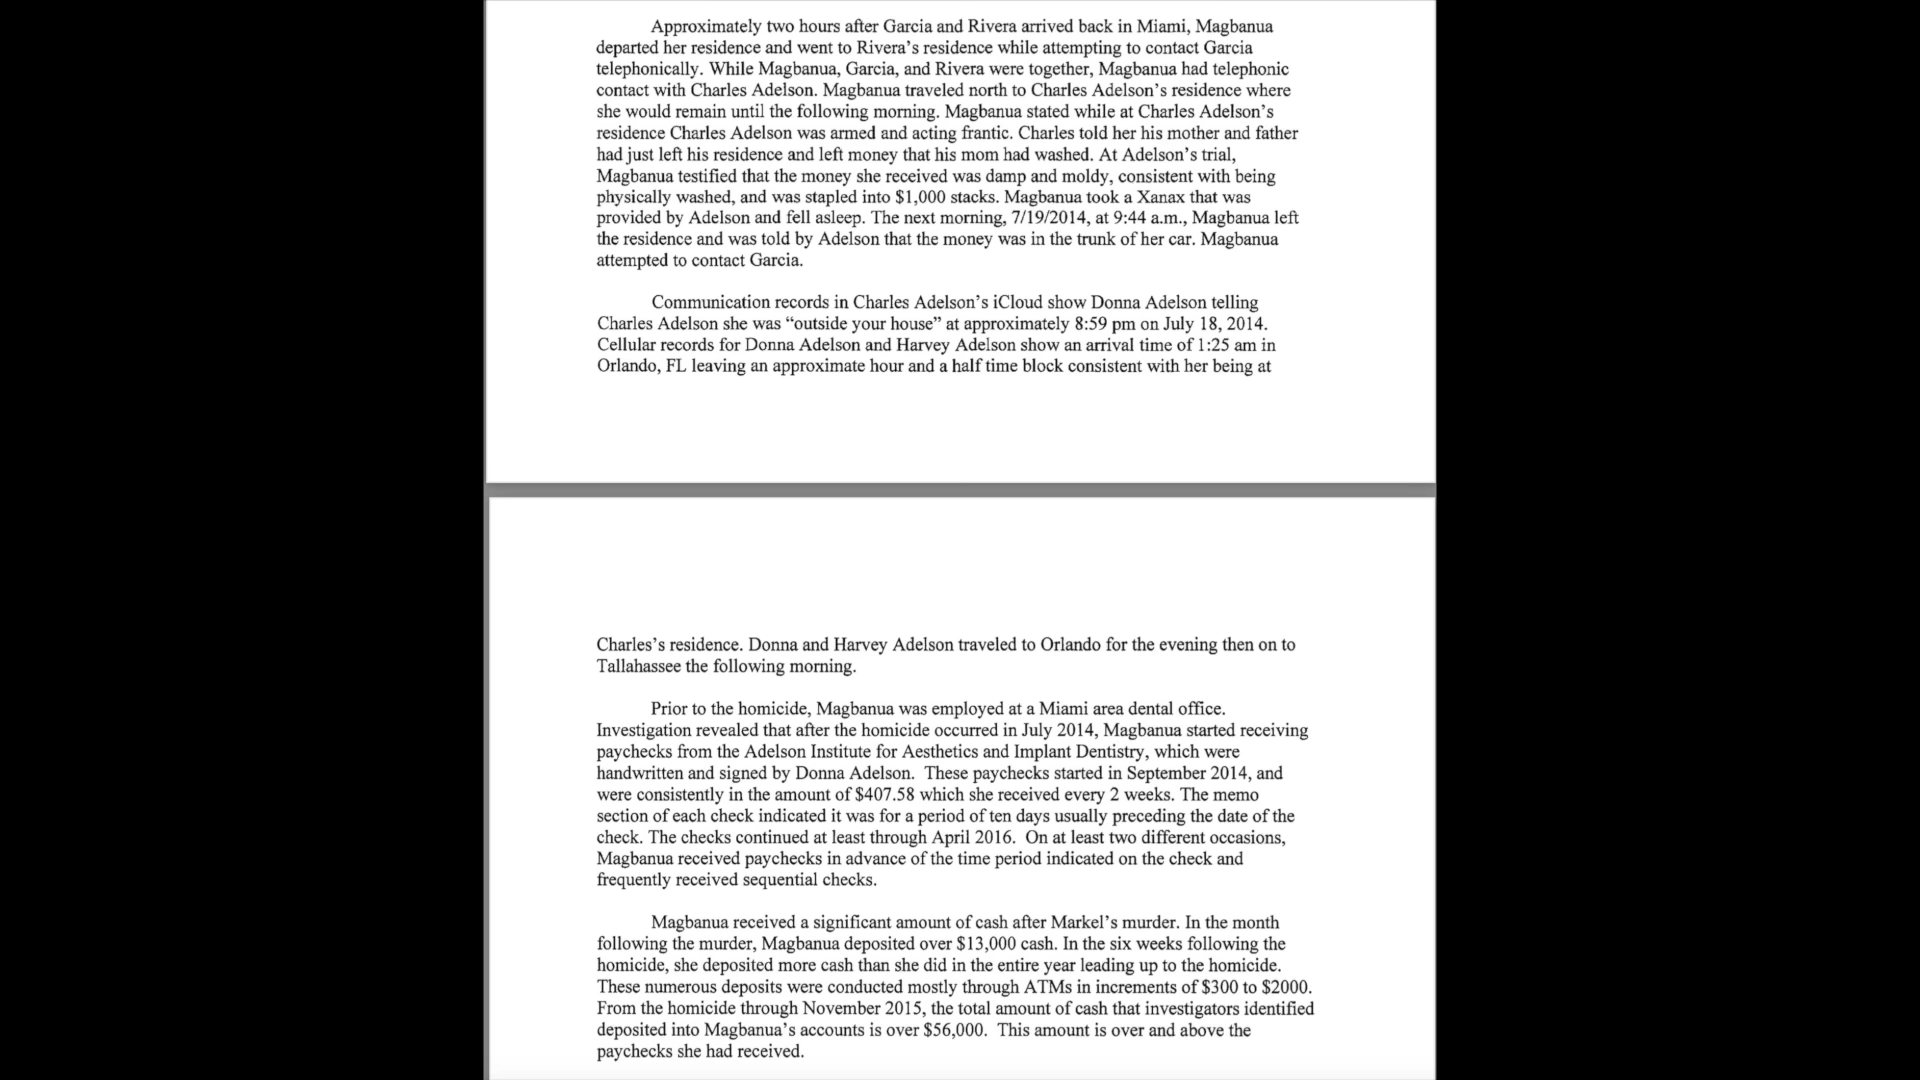 Approximately two hours after Garcia and Rivera arrived back in Miami, Magbanua
departed her residence and went to Rivera’s residence while attempting to contact Garcia
telephonically. While Magbanua, Garcia, and Rivera were together, Magbanua had telephonic
contact with Charles Adelson. Magbanua traveled north to Charles Adelson’s residence where
she would remain until the following morning. Magbanua stated while at Charles Adelson’s
residence Charles Adelson was armed and acting frantic. Charles told her his mother and father
had just left his residence and left money that his mom had washed. At Adelson’s trial,
Magbanua testified that the money she received was damp and moldy, consistent with being
physically washed, and was stapled into $1,000 stacks. Magbanua took a Xanax that was
provided by Adelson and fell asleep. The next morning, 7/19/2014, at 9:44 a.m., Magbanua left
the residence and was told by Adelson that the money was in the trunk of her car. Magbanua
attempted to contact Garcia.
Communication records in Charles Adelson’s iCloud show Donna Adelson telling
Charles Adelson she was “outside your house” at approximately 8:59 pm on July 18, 2014.
Cellular records for Donna Adelson and Harvey Adelson show an arrival time of 1:25 am in
Orlando, FL leaving an approximate hour and a half time block consistent with her being at
Charles’s residence. Donna and Harvey Adelson traveled to Orlando for the evening then on to
Tallahassee the following morning.
Prior to the homicide, Magbanua was employed at a Miami area dental office.
Investigation revealed that after the homicide occurred in July 2014, Magbanua started receiving
paychecks from the Adelson Institute for Aesthetics and Implant Dentistry, which were
handwritten and signed by Donna Adelson.  These paychecks started in September 2014, and
were consistently in the amount of $407.58 which she received every 2 weeks. The memo
section of each check indicated it was for a period of ten days usually preceding the date of the
check. The checks continued at least through April 2016.  On at least two different occasions,
Magbanua received paychecks in advance of the time period indicated on the check and
frequently received sequential checks.
Magbanua received a significant amount of cash after Markel’s murder. In the month
following the murder, Magbanua deposited over $13,000 cash. In the six weeks following the
homicide, she deposited more cash than she did in the entire year leading up to the homicide.
These numerous deposits were conducted mostly through ATMs in increments of $300 to $2000.
From the homicide through November 2015, the total amount of cash that investigators identified
deposited into Magbanua’s accounts is over $56,000.  This amount is over and above the
paychecks she had received.